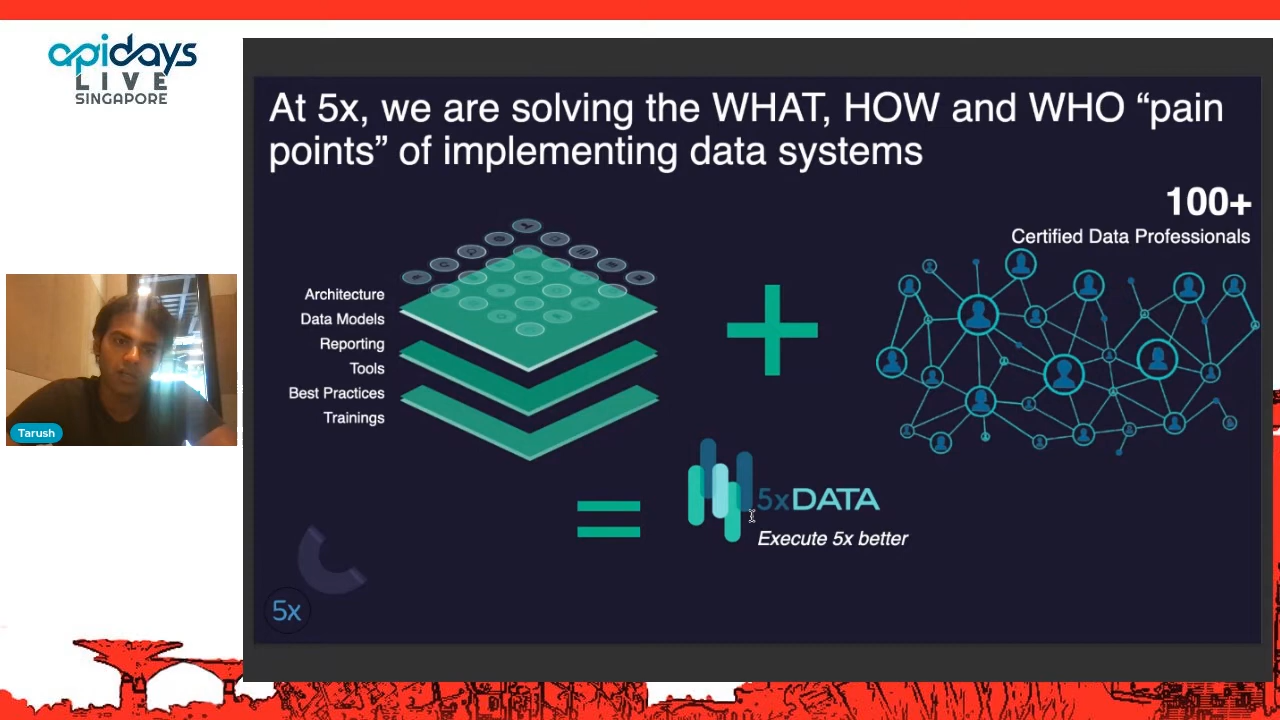 apidays
LIVE
SINGAPORE
At 5x, we are solving the WHAT, HOW and WHO “pain
points” of implementing data systems
100+
Certified Data Professionals
Architecture
Data Models
Reporting
Tools
Best Practices
Trainings
Tarush
5xDATA
Execute 5x better
5x